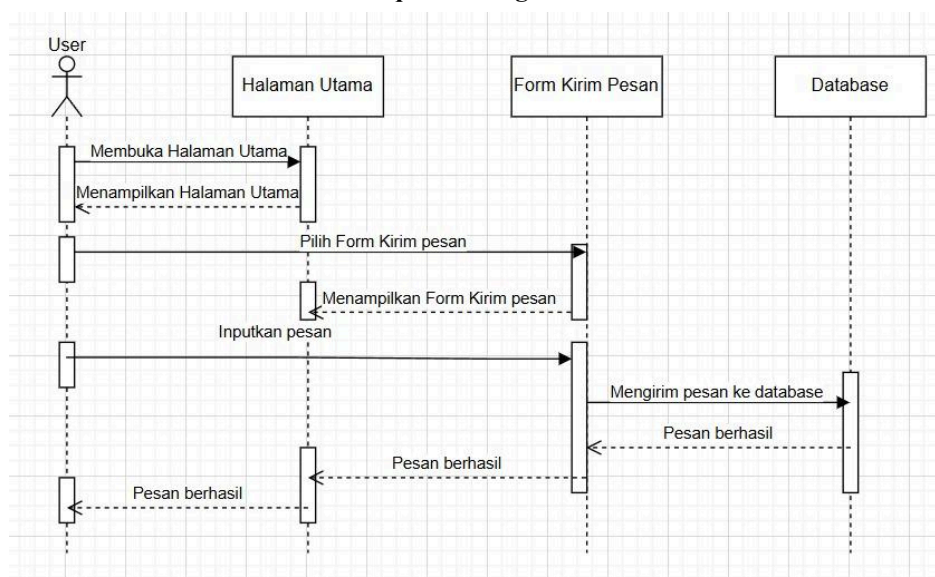 User
Halaman Utama
Form Kirim Pesan
Database
Membuka Halaman Utama
Menampilkan Halaman Utama
Pilih Form Kirim pesan
Menampilkan Form Kirim pesan
Inputkan pesan
Mengirim pesan ke database
Pesan berhasil
Pesan berhasil
Pesan berhasil